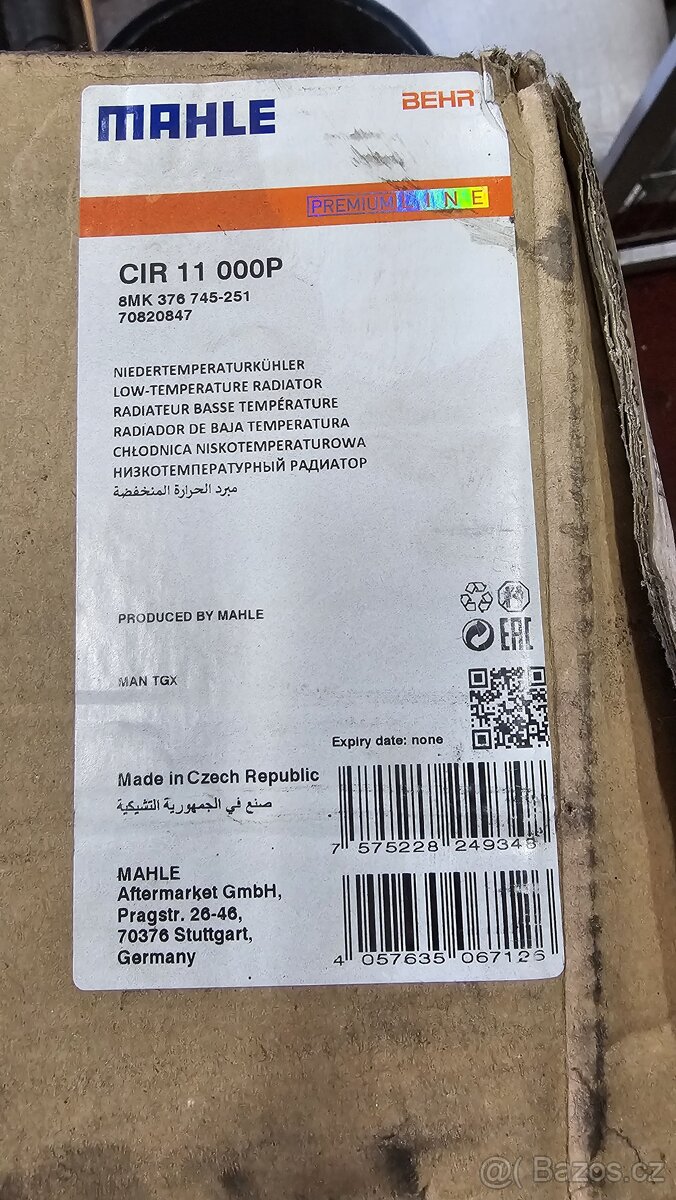 MAHLE
BEHR
PREMIUM LINE
CIR 11 000P
8MK 376 745-251
70820847
NIEDERTEMPERATURKÜHLER
LOW-TEMPERATURE RADIATOR
RADIATEUR BASSE TEMPÉRATURE
RADIADOR DE BAJA TEMPERATURA
CHŁODNICA NISKOTEMPERATUROWA
НИЗКОТЕМПЕРАТУРНЫЙ РАДИАТОР
مبرد الحرارة المنخفضة
PRODUCED BY MAHLE
EAC
MAN TGX
Expiry date: none
Made in Czech Republic
صنع في الجمهورية التشيكية
7 575228 249348
MAHLE
Aftermarket GmbH,
Pragstr. 26-46,
70376 Stuttgart,
Germany
4 057635 067126
@( Bazos.cz